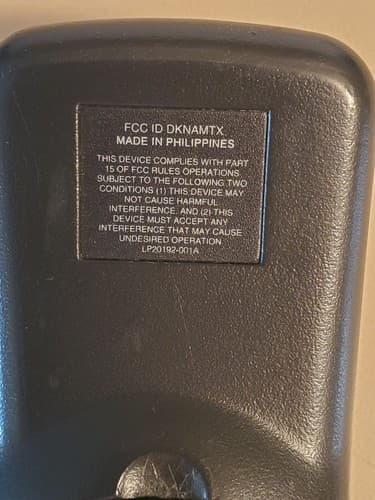 FCC ID DKNAMTX
MADE IN PHILIPPINES
THIS DEVICE COMPLIES WITH PART
15 OF FCC RULES OPERATIONS
SUBJECT TO THE FOLLOWING TWO
CONDITIONS (1) THIS DEVICE MAY
NOT CAUSE HARMFUL
INTERFERENCE. AND (2) THIS
DEVICE MUST ACCEPT ANY
INTERFERENCE THAT MAY CAUSE
UNDESIRED OPERATION
LP20192-001A